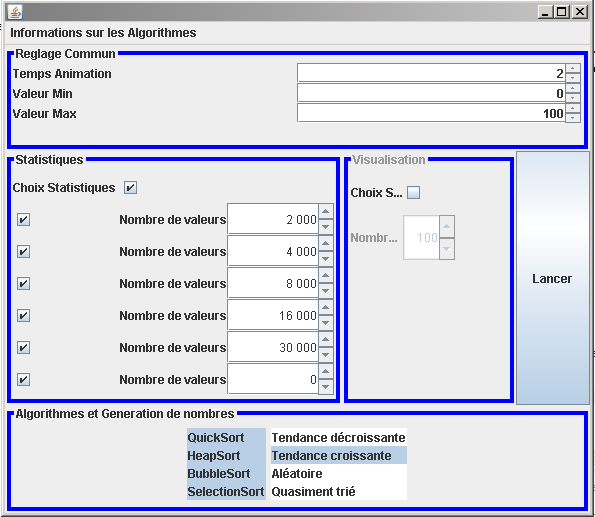 Informations sur les Algorithmes
Reglage Commun
Temps Animation 2
Valeur Min 0
Valeur Max 100
Statistiques
Choix Statistiques
Nombre de valeurs 2 000
Nombre de valeurs 4 000
Nombre de valeurs 8 000
Nombre de valeurs 16 000
Nombre de valeurs 30 000
Nombre de valeurs 0
Visualisation
Choix S...
Nombr... 100
Lancer
Algorithmes et Generation de nombres
QuickSort Tendance décroissante
HeapSort Tendance croissante
BubbleSort Aléatoire
SelectionSort Quasiment trié